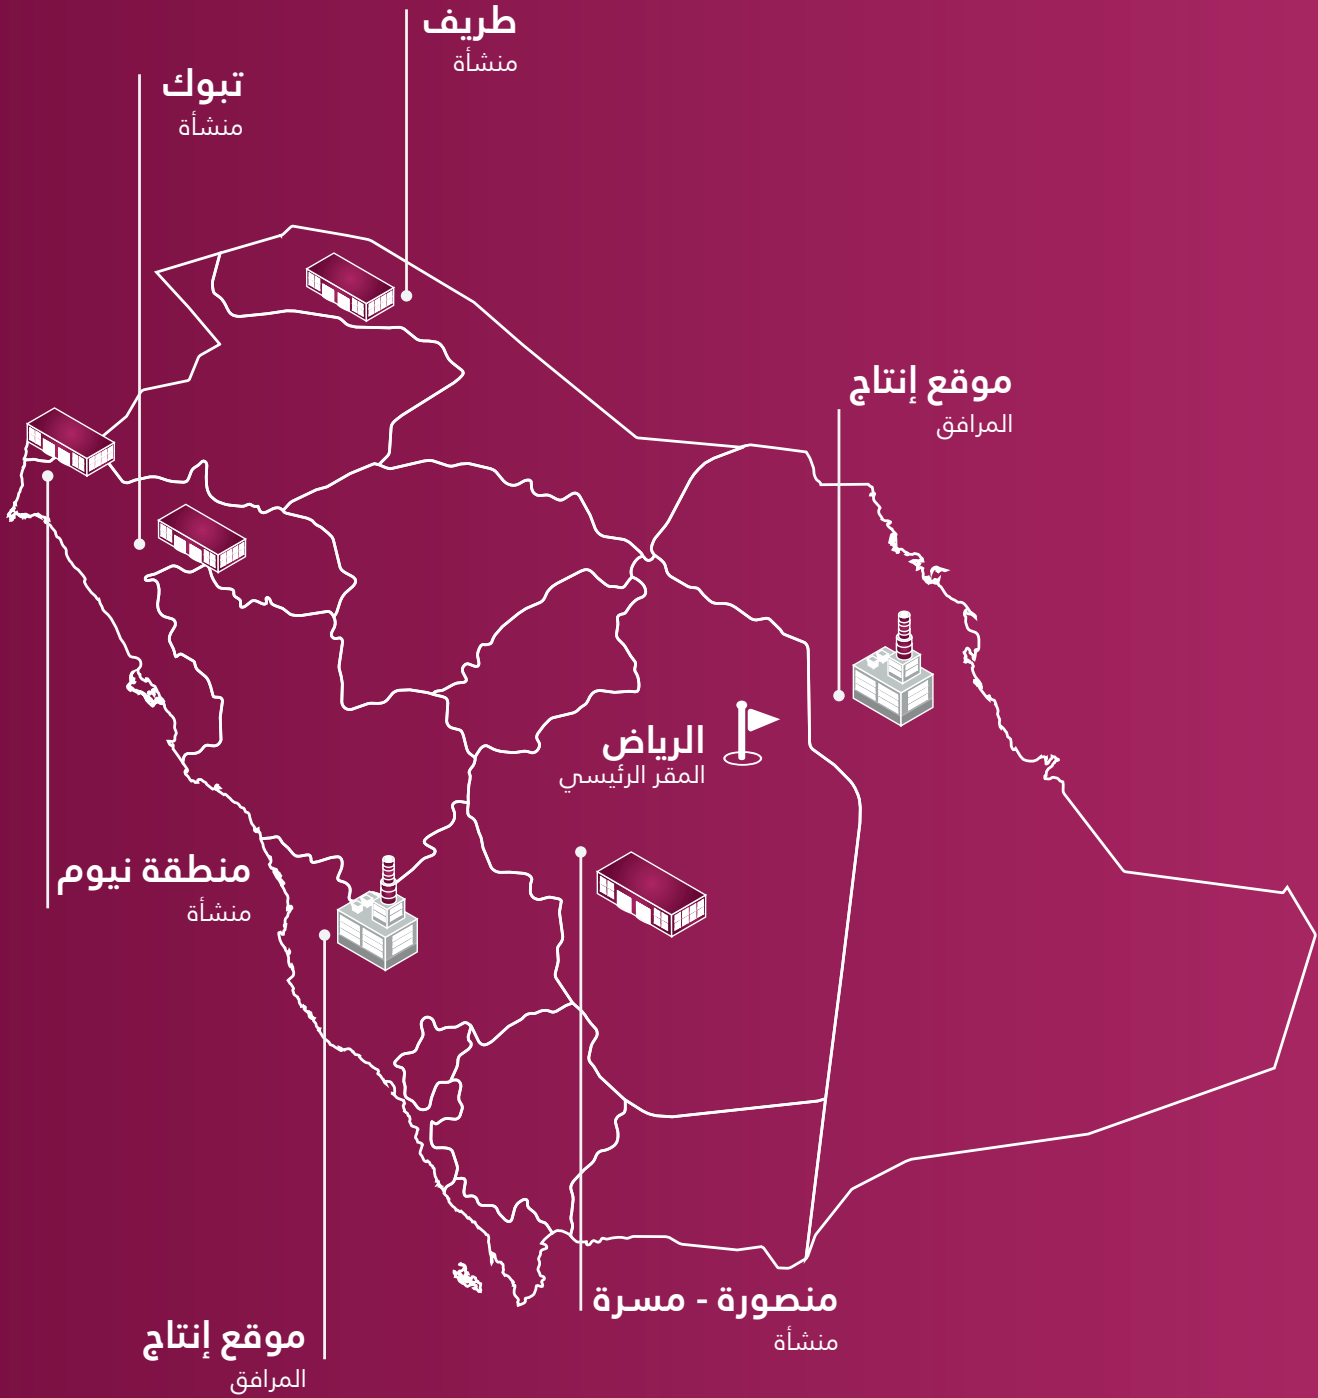 طريف
منشأة
تبوك
منشأة
موقع إنتاج
المرافق
الرياض
المقر الرئيسي
منطقة نيوم
منشأة
منصورة - مسرة
منشأة
موقع إنتاج
المرافق